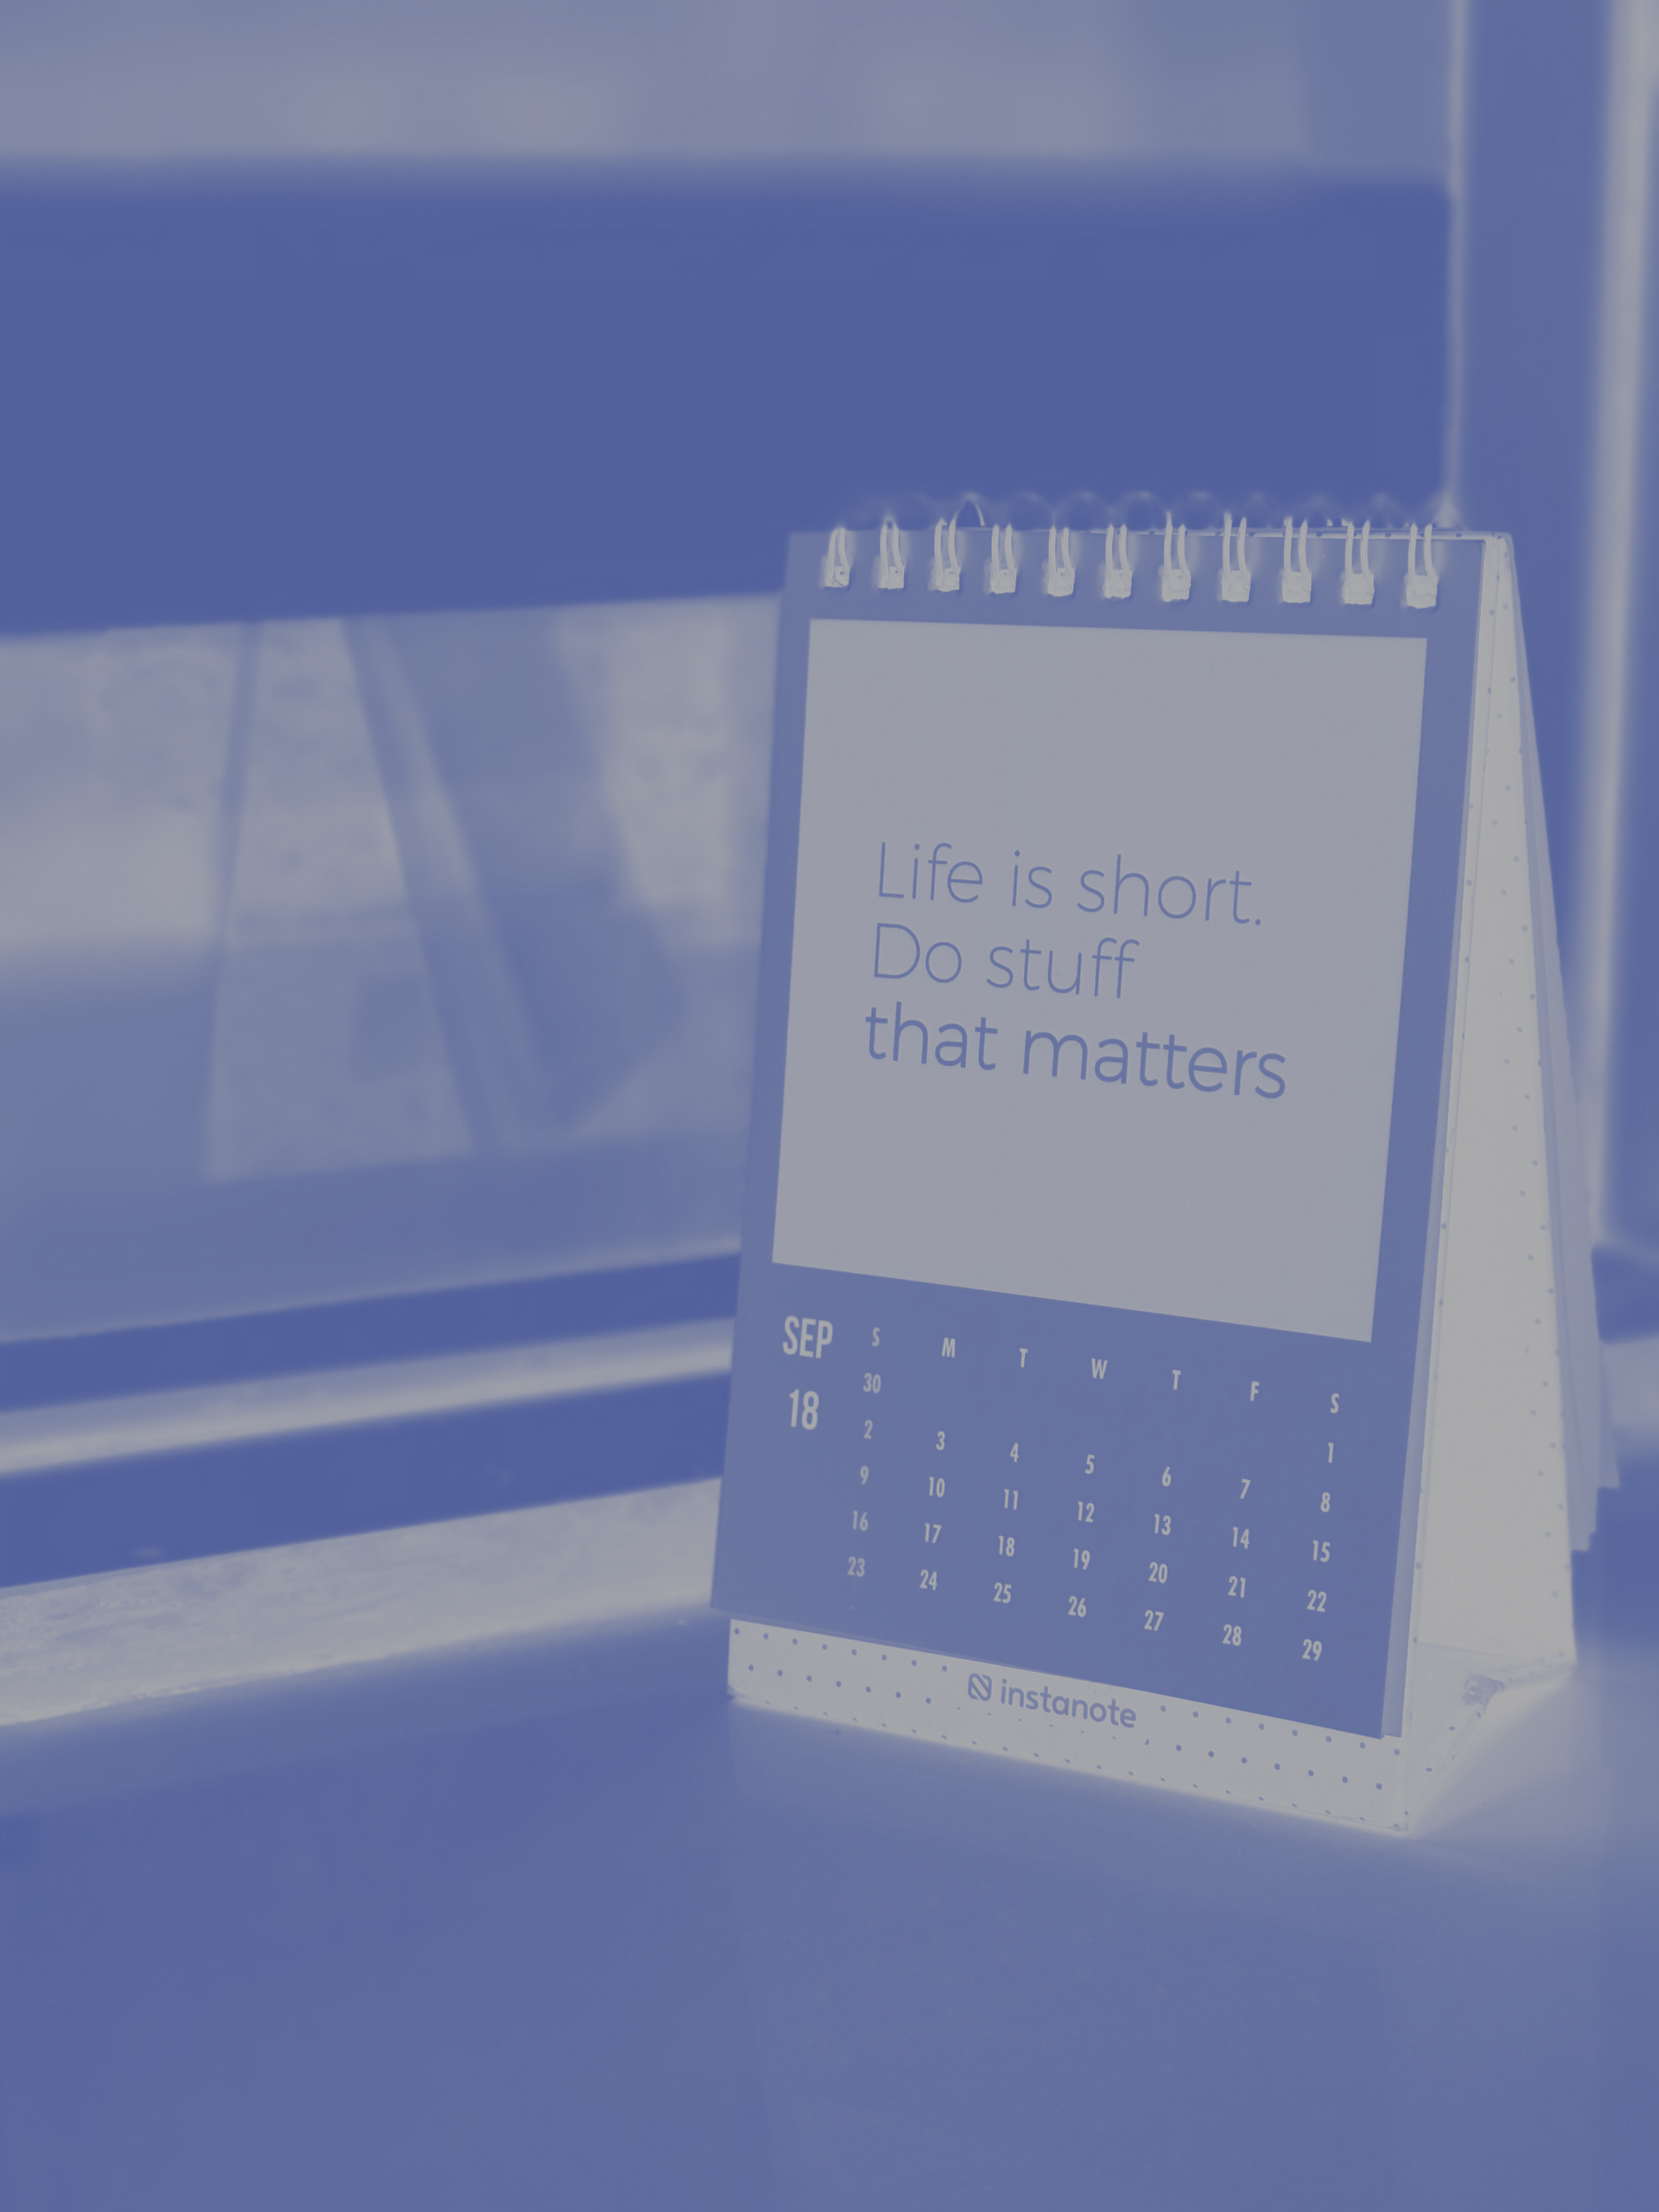 Life is short.
Do stuff
that matters
SEP
18
S M T W T F S
30 1
2 3 4 5 6 7 8
9 10 11 12 13 14 15
16 17 18 19 20 21 22
23 24 25 26 27 28 29
instanote